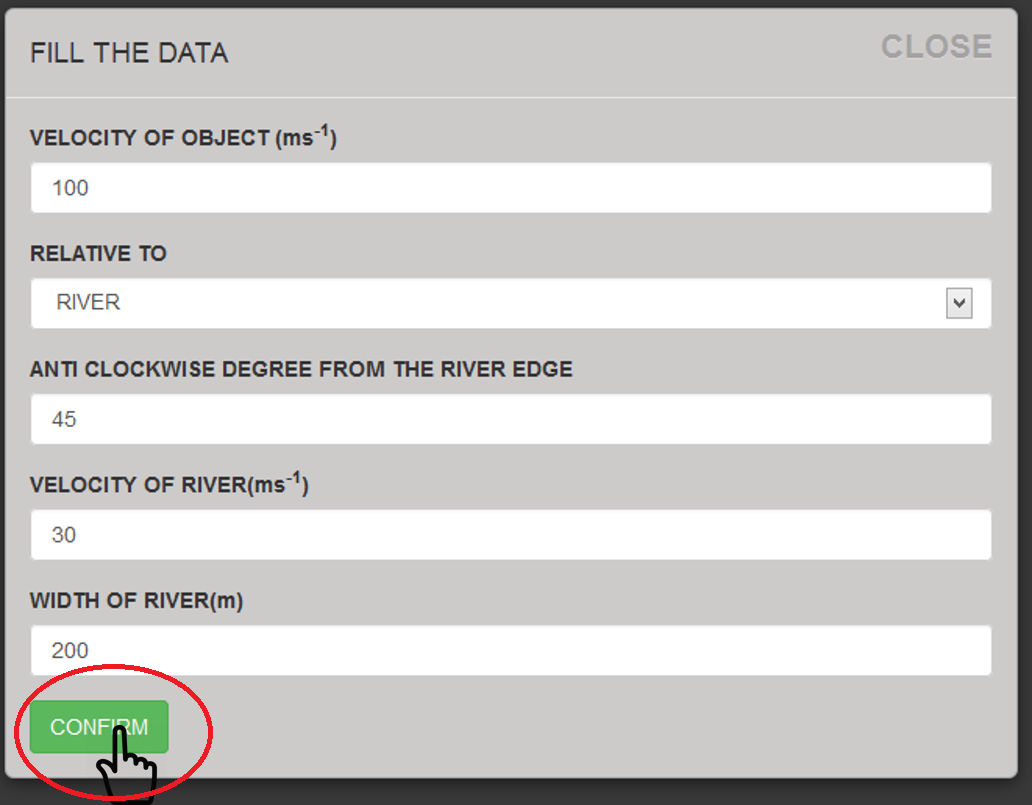 FILL THE DATA
CLOSE
VELOCITY OF OBJECT (ms⁻¹)
100
RELATIVE TO
RIVER
ANTI CLOCKWISE DEGREE FROM THE RIVER EDGE
45
VELOCITY OF RIVER(ms⁻¹)
30
WIDTH OF RIVER(m)
200
CONFIRM